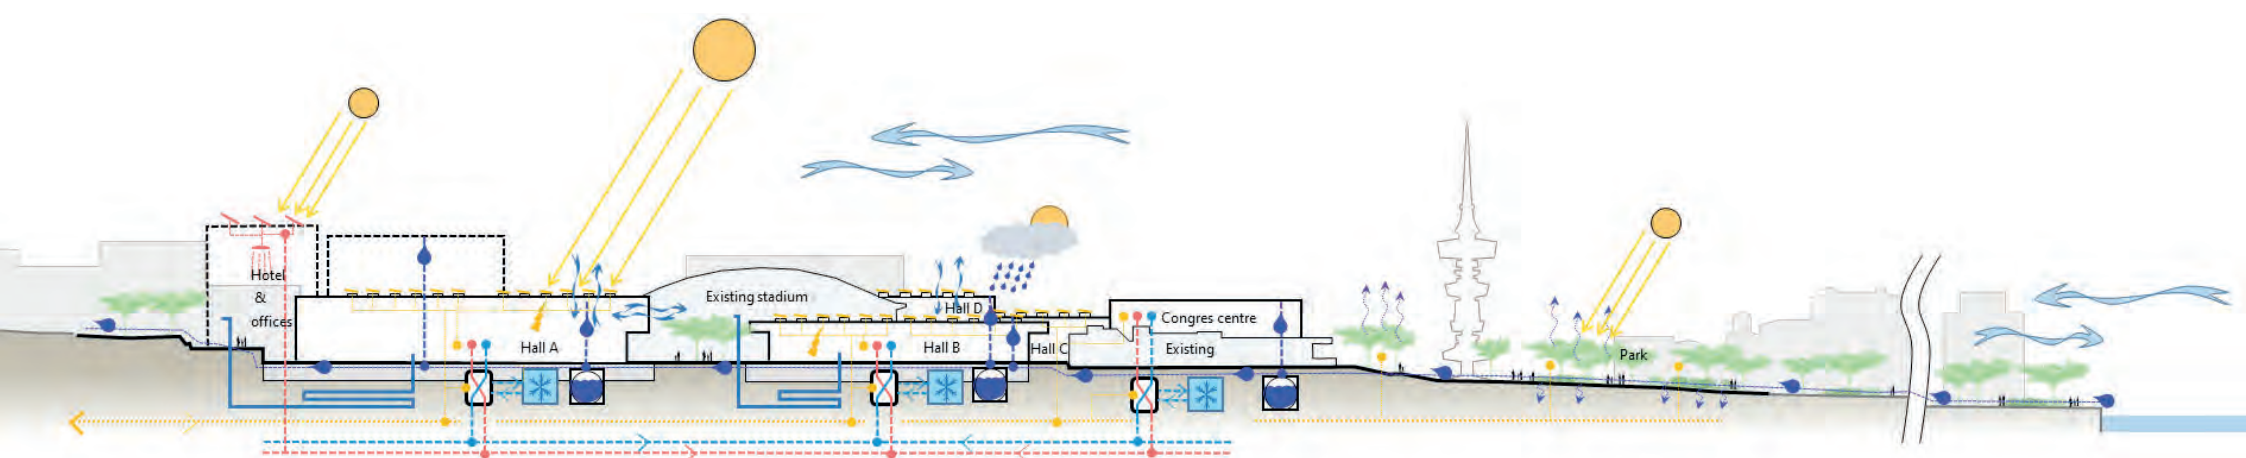 Hotel
&
offices
Hall A
Existing stadium
Hall D
Hall B
Hall C
Congres centre
Existing
Park